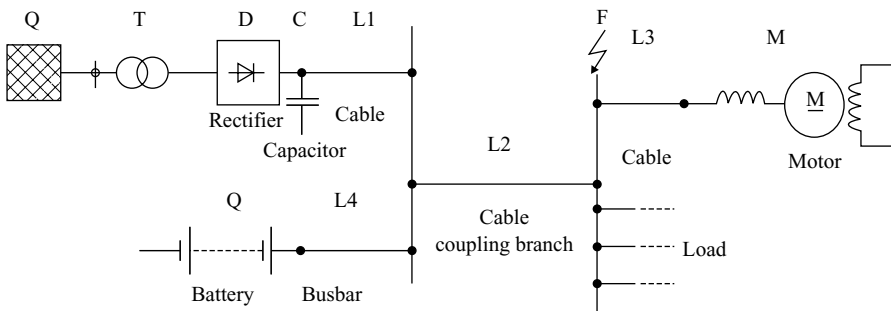 Q
T
D
C
L1
F
L3
M
Rectifier
Capacitor
Cable
L2
Cable
M
Motor
Q
L4
Cable
coupling branch
Load
Battery
Busbar